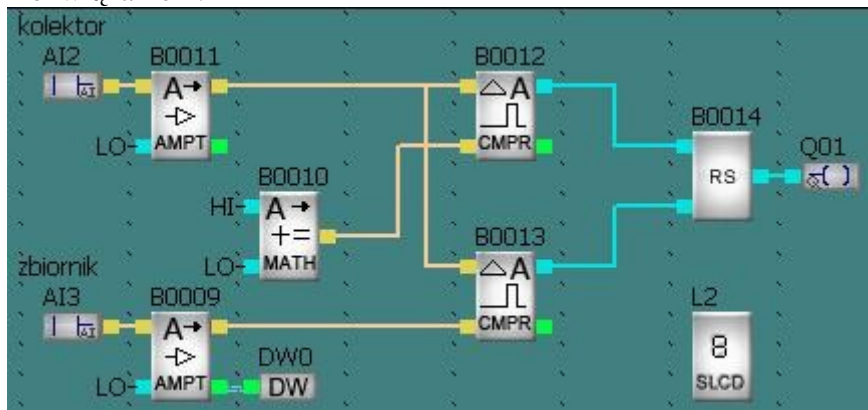 kolektor
AI2 B0011 B0012
A
AMPT
LO
A
CMPR
B0014
RS
Q01
B0010
HI
A
+=
MATH
LO
B0013
A
CMPR
zbiornik
AI3 B0009
A
AMPT
LO
DW0
DW
L2
8
SLCD